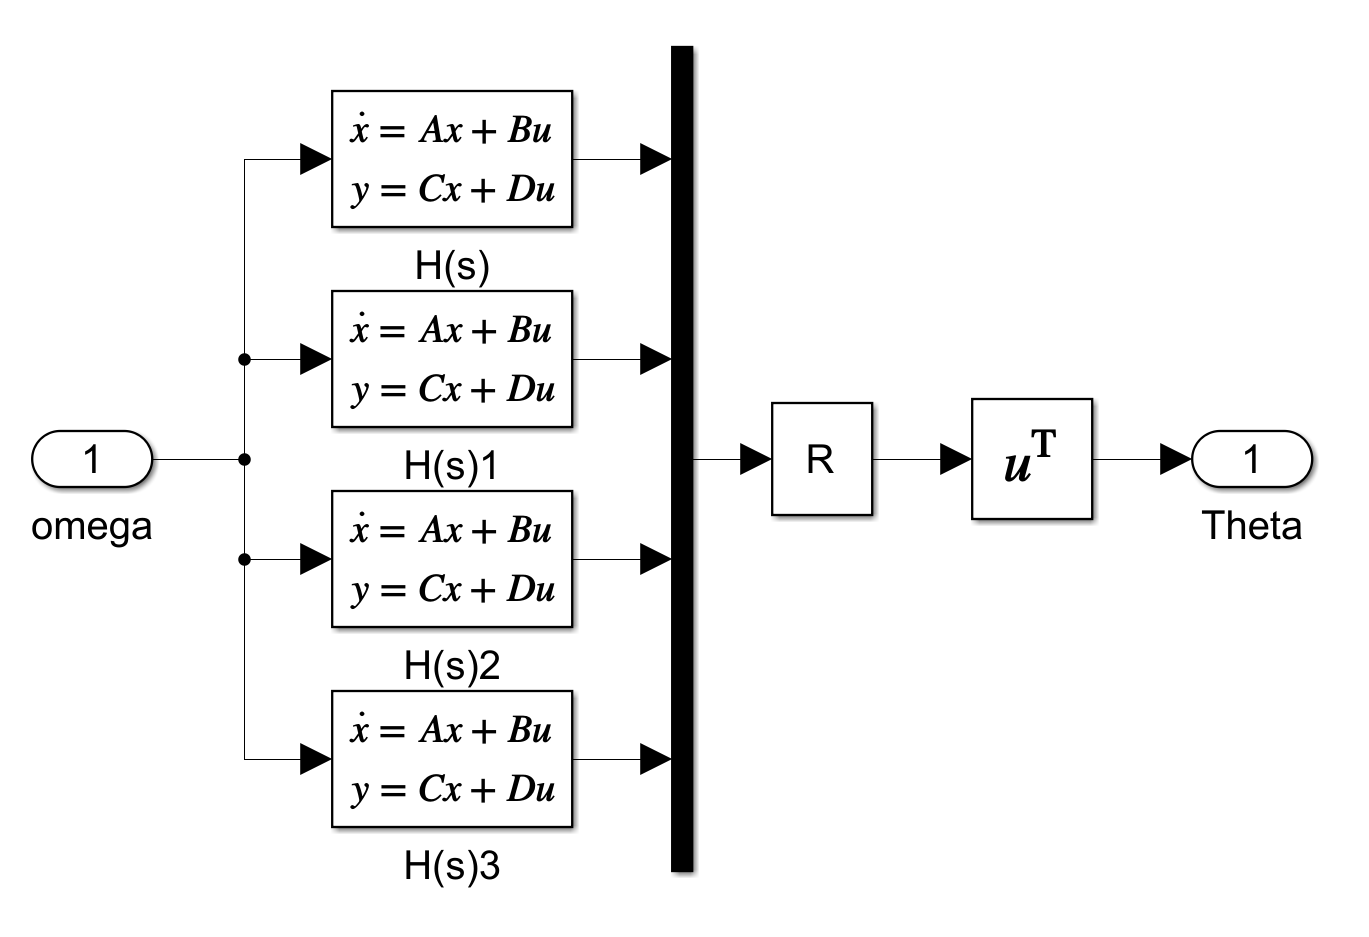 ẋ = Ax + Bu
y = Cx + Du
H(s)
ẋ = Ax + Bu
y = Cx + Du
H(s)1
1
omega
ẋ = Ax + Bu
y = Cx + Du
H(s)2
ẋ = Ax + Bu
y = Cx + Du
H(s)3
R
uᵀ
1
Theta